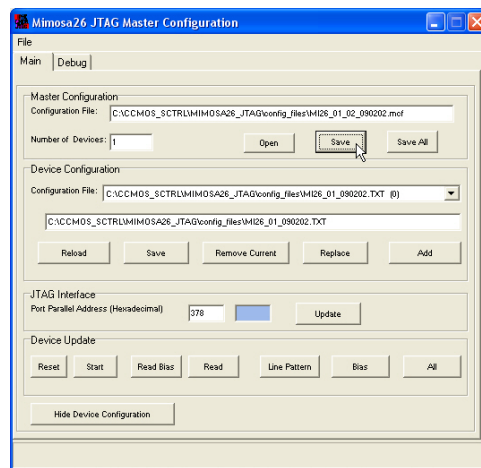 Mimosa26 JTAG Master Configuration
File
Main Debug
Master Configuration
Configuration File: C:\CCMOS_SCTRL\MIMOSA26_JTAG\config_files\MI26_01_02_090202.mcf
Number of Devices: 1 Open Save Save All
Device Configuration
Configuration File: C:\CCMOS_SCTRL\MIMOSA26_JTAG\config_files\MI26_01_090202.TXT (0)
C:\CCMOS_SCTRL\MIMOSA26_JTAG\config_files\MI26_01_090202.TXT
Reload Save Remove Current Replace Add
JTAG Interface
Port Parallel Address (Hexadecimal) 378 Update
Device Update
Reset Start Read Bias Read Line Pattern Bias All
Hide Device Configuration